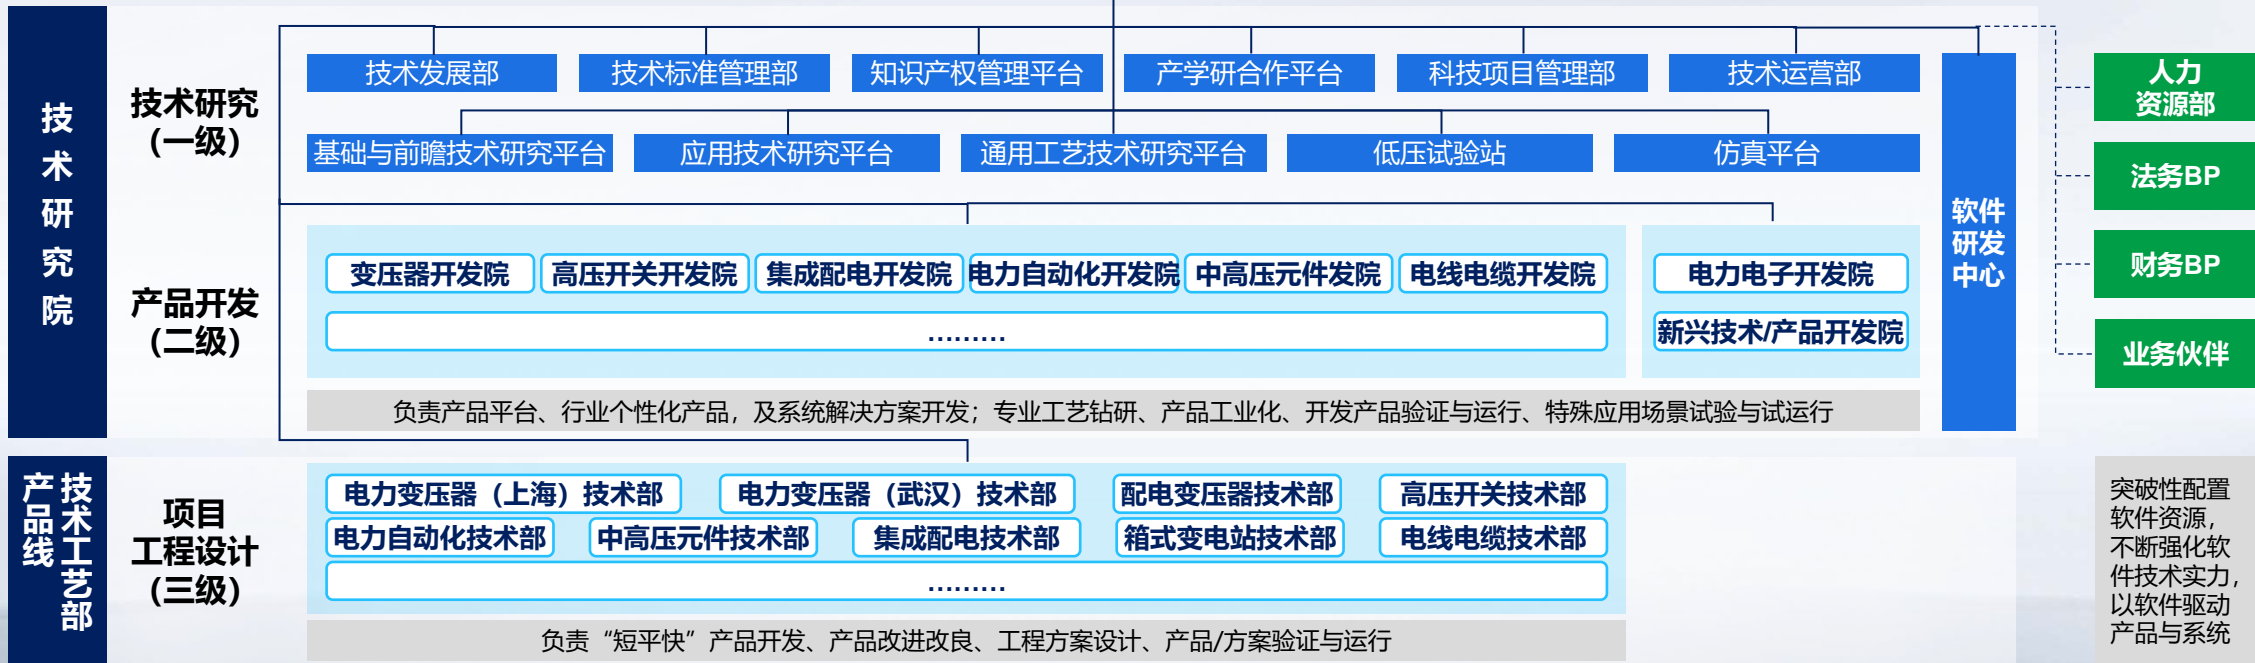 技术研究院
技术研究
（一级）
技术发展部
技术标准管理部
知识产权管理平台
产学研合作平台
科技项目管理部
技术运营部
基础与前瞻技术研究平台
应用技术研究平台
通用工艺技术研究平台
低压试验站
仿真平台
产品开发
（二级）
变压器开发院
高压开关开发院
集成配电开发院
电力自动化开发院
中高压元件发院
电线电缆开发院
………
电力电子开发院
新兴技术/产品开发院
负责产品平台、行业个性化产品，及系统解决方案开发；专业工艺钻研、产品工业化、开发产品验证与运行、特殊应用场景试验与试运行
软件
研发
中心
人力
资源部
法务BP
财务BP
业务伙伴
产品线
技术工艺部
项目
工程设计
（三级）
电力变压器（上海）技术部
电力变压器（武汉）技术部
配电变压器技术部
高压开关技术部
电力自动化技术部
中高压元件技术部
集成配电技术部
箱式变电站技术部
电线电缆技术部
………
负责“短平快”产品开发、产品改进改良、工程方案设计、产品/方案验证与运行
突破性配置
软件资源，
不断强化软
件技术实力，
以软件驱动
产品与系统